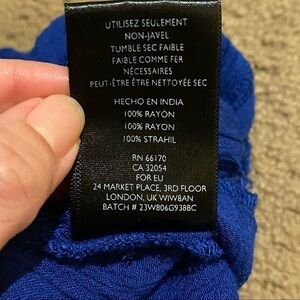 UTILISEZ SEULEMENT
NON-JAVEL
TUMBLE SEC FAIBLE
FAIBLE COMME FER
NÉCESSAIRES
PEUT-ÊTRE NETTOYÉ SEC
HECHO EN INDIA
100% RAYÓN
100% RAYON
100% STRAHIL
RN 66170
CA 32054
FOR EU
24 MARKET PLACE, 3RD FLOOR
LONDON, UK W1W8AN
BATCH # 23W806G938BC